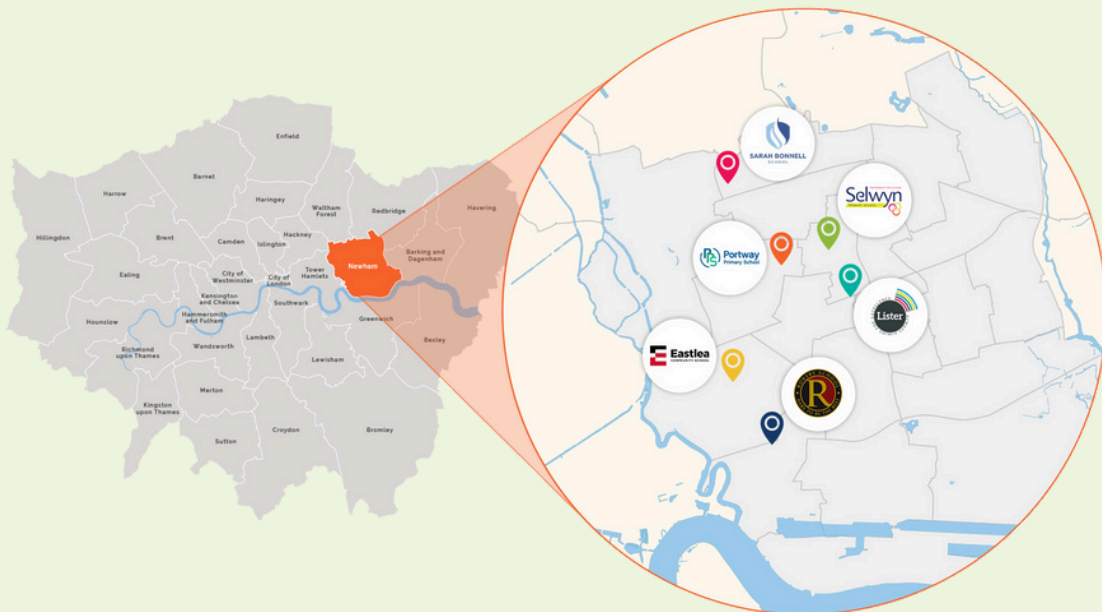 Enfield
Barnet
Harrow
Haringey
Waltham
Forest
Redbridge
Havering
Hillingdon
Brent
Camden
Islington
Hackney
Barking and
Dagenham
Newham
Ealing
City of
Westminster
City of
London
Tower
Hamlets
Kensington
and Chelsea
Southwark
Hammersmith
and Fulham
Greenwich
Hounslow
Bexley
Richmond
upon Thames
Wandsworth
Lambeth
Lewisham
Merton
Kingston
upon Thames
Sutton
Croydon
Bromley
SARAH BONNELL
SCHOOL
Selwyn
PRIMARY SCHOOL
Portway
Primary School
Lister
Eastlea
COMMUNITY SCHOOL
R